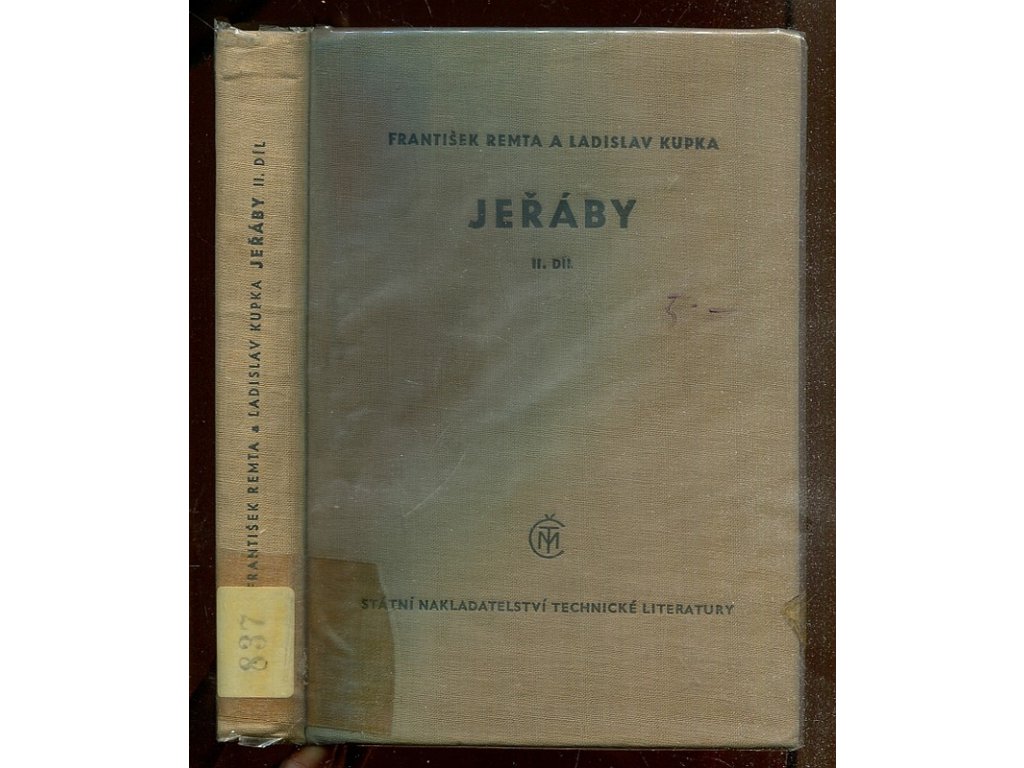 FRANTIŠEK REMTA A LADISLAV KUPKA
JEŘÁBY
II. DÍL
5.-
STÁTNÍ NAKLADATELSTVÍ TECHNICKÉ LITERATURY
FRANTIŠEK REMTA a LADISLAV KUPKA JEŘÁBY II. DÍL
837